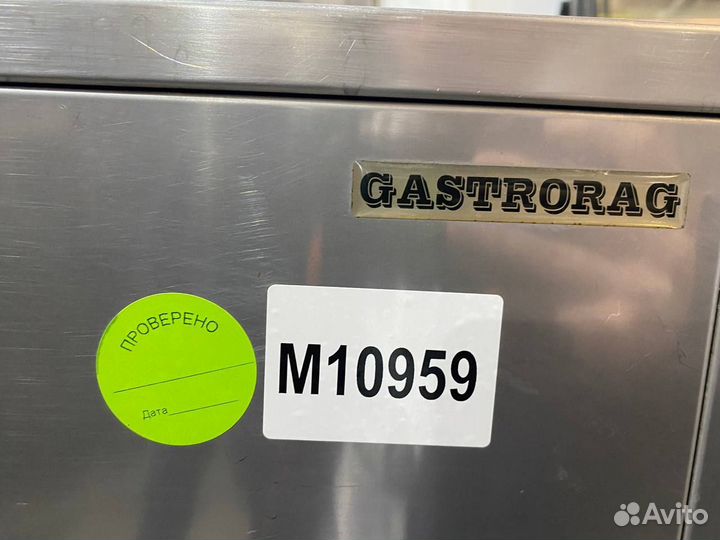 GASTRORAG
ПРОВЕРЕНО
M10959
Дата
Avito